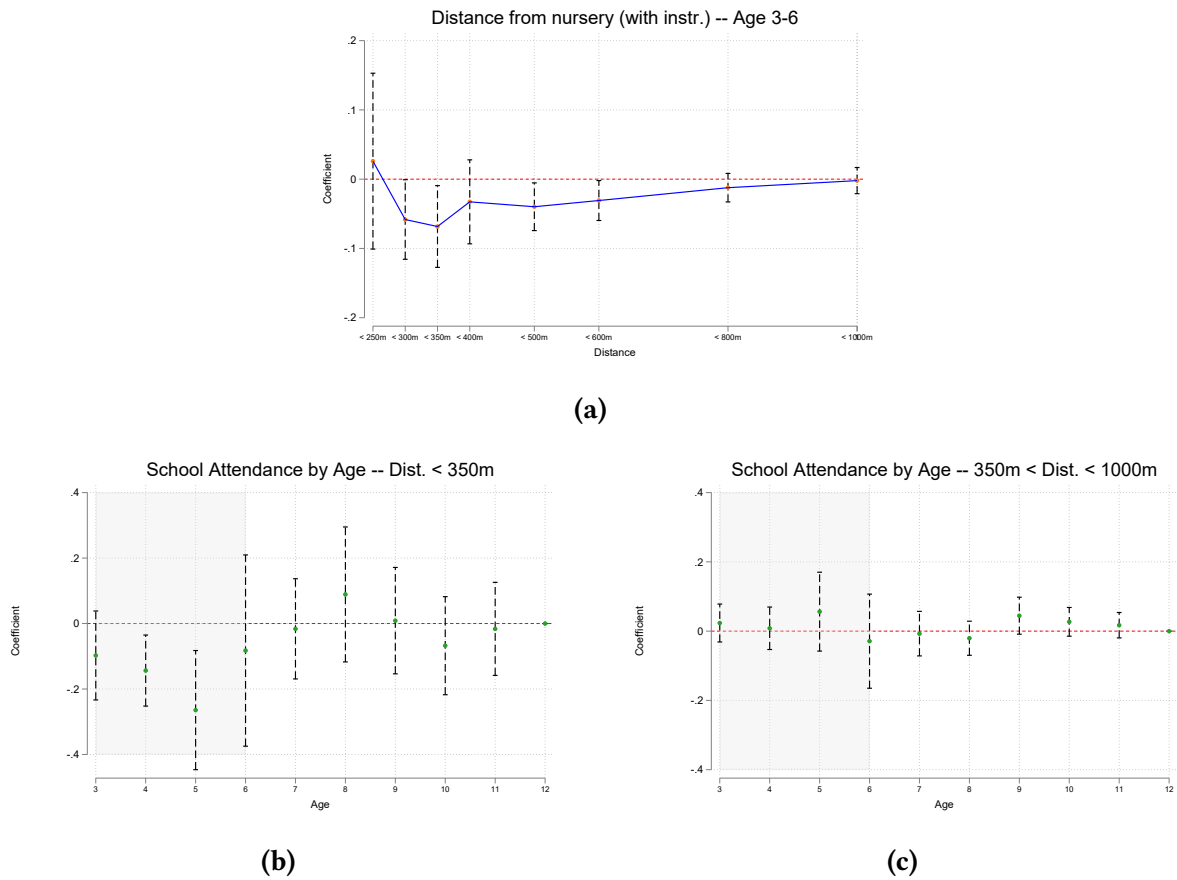 Distance from nursery (with instr.) -- Age 3-6
.2
.1
0
-.1
-.2
Coefficient
< 250m < 300m < 350m < 400m < 500m < 600m < 800m < 1000m
Distance
(a)
School Attendance by Age -- Dist. < 350m
.4
.2
0
-.2
-.4
Coefficient
3 4 5 6 7 8 9 10 11 12
Age
(b)
School Attendance by Age -- 350m < Dist. < 1000m
.4
.2
0
-.2
-.4
Coefficient
3 4 5 6 7 8 9 10 11 12
Age
(c)